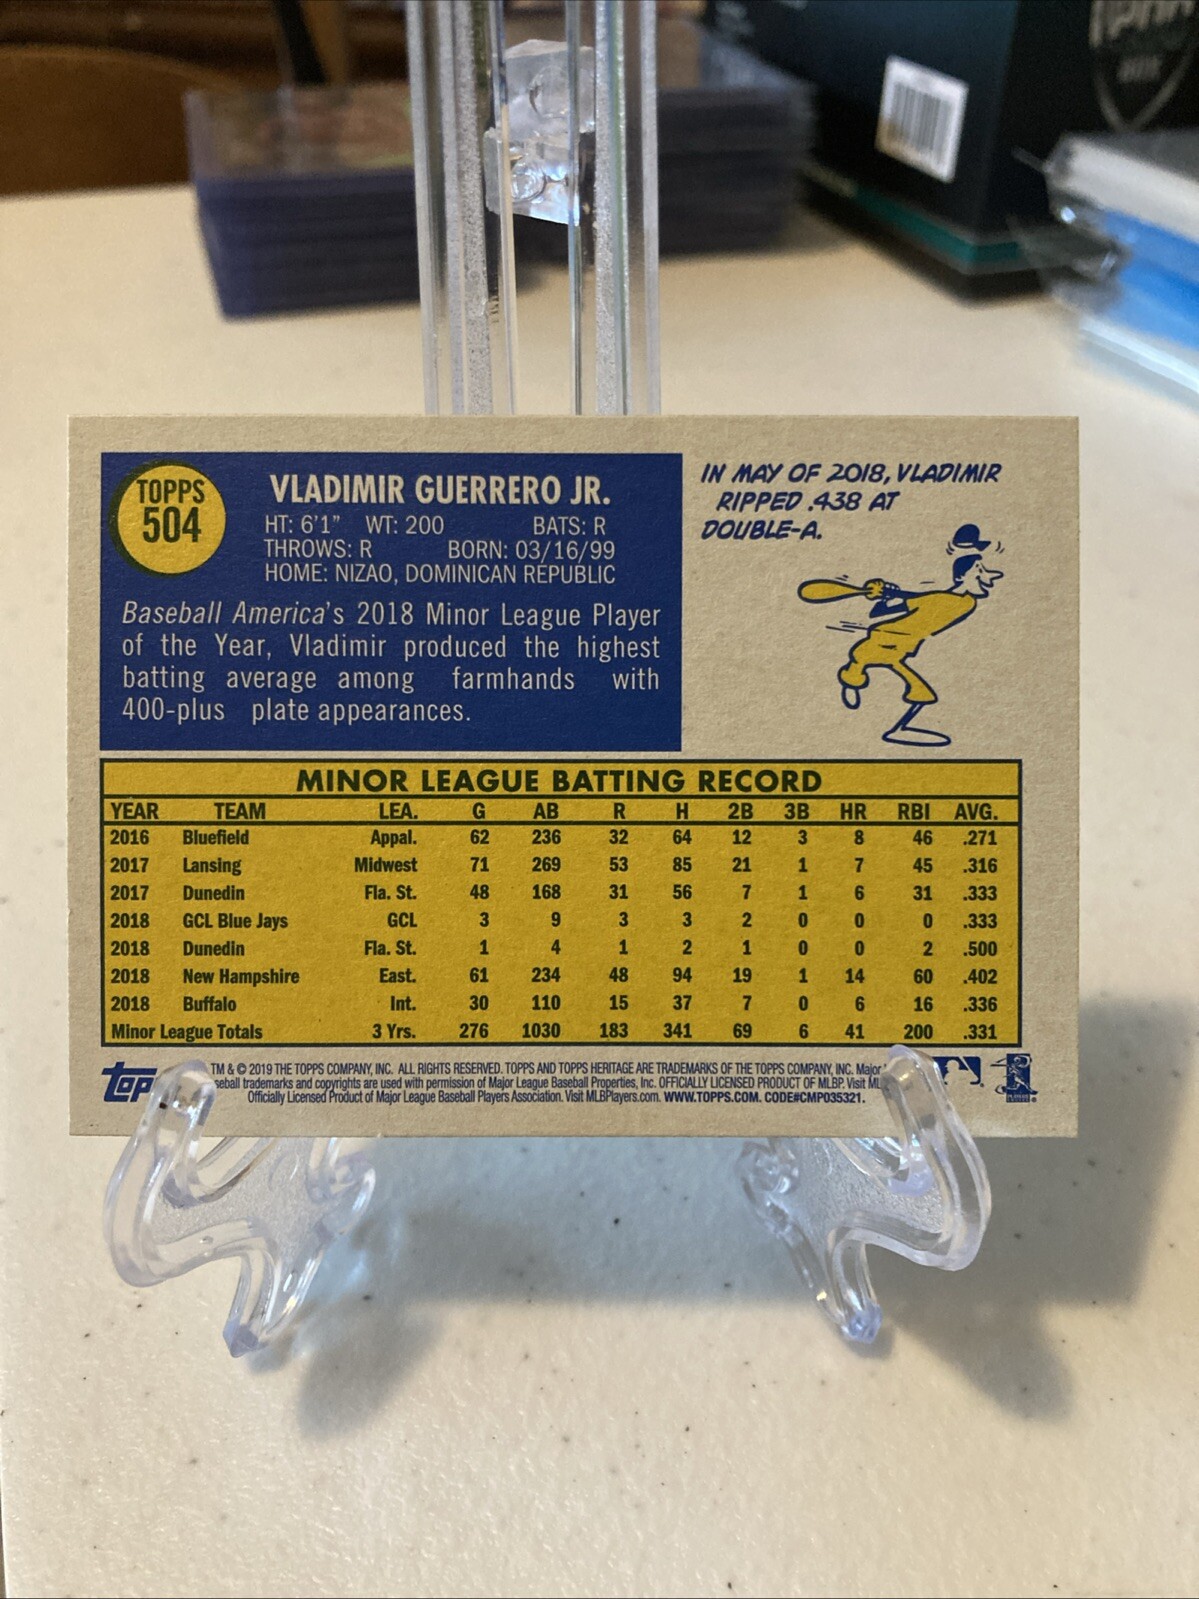 TOPPS
504
VLADIMIR GUERRERO JR.
HT: 6'1" WT: 200 BATS: R
THROWS: R BORN: 03/16/99
HOME: NIZAO, DOMINICAN REPUBLIC
Baseball America's 2018 Minor League Player
of the Year, Vladimir produced the highest
batting average among farmhands with
400-plus plate appearances.
IN MAY OF 2018, VLADIMIR
RIPPED .438 AT
DOUBLE-A.
MINOR LEAGUE BATTING RECORD
YEAR TEAM LEA. G AB R H 2B 3B HR RBI AVG.
2016 Bluefield Appal. 62 236 32 64 12 3 8 46 .271
2017 Lansing Midwest 71 269 53 85 21 1 7 45 .316
2017 Dunedin Fla. St. 48 168 31 56 7 1 6 31 .333
2018 GCL Blue Jays GCL 3 9 3 3 2 0 0 0 .333
2018 Dunedin Fla. St. 1 4 1 2 1 0 0 2 .500
2018 New Hampshire East. 61 234 48 94 19 1 14 60 .402
2018 Buffalo Int. 30 110 15 37 7 0 6 16 .336
Minor League Totals 3 Yrs. 276 1030 183 341 69 6 41 200 .331
TM & © 2019 THE TOPPS COMPANY, INC. ALL RIGHTS RESERVED. TOPPS AND TOPPS HERITAGE ARE TRADEMARKS OF THE TOPPS COMPANY, INC. Major
seball trademarks and copyrights are used with permission of Major League Baseball Properties, Inc. OFFICIALLY LICENSED PRODUCT OF MLBP. Visit ML
Officially Licensed Product of Major League Baseball Players Association. Visit MLBPlayers.com. WWW.TOPPS.COM. CODE#CMP035321.
Top